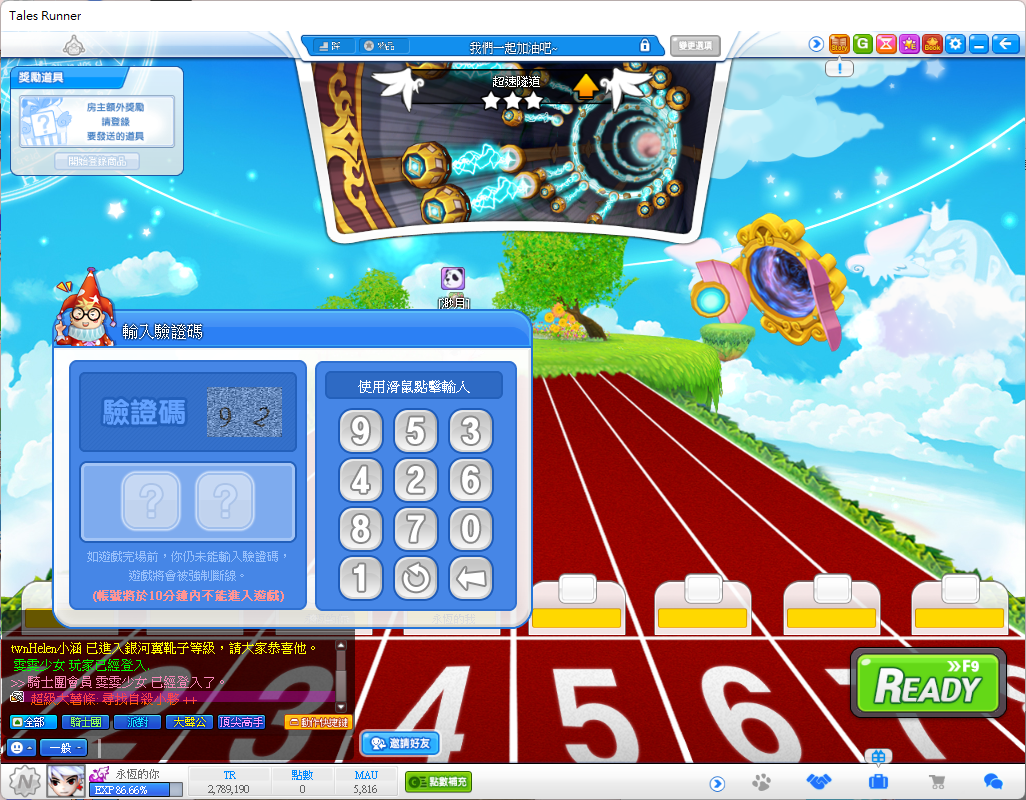 Tales Runner
我們一起加油吧~
變更選項
Story
G
Book
獎勵道具
房主額外獎勵
請登錄
要發送的道具
開始登錄商品
超速隧道
輸入驗證碼
驗證碼
9 2
? ?
如遊戲完場前，你仍未能輸入驗證碼，
遊戲將會被強制斷線。
(帳號將於10分鐘內不能進入遊戲)
使用滑鼠點擊輸入
9 5 3
4 2 6
8 7 0
1
twnHelen小涵 已進入銀河裏靴子等級，請大家恭喜他。
雯雯少女 玩家已經登入.
>> 騎士團會員 雯雯少女 已經登入了。
超級大薯條: 尋找自殺小夥 ++
全部 騎士團 派對 大聲公 頂尖高手 動作快速鍵
一般
邀請好友
4 5 6 7
»F9
READY
N
永恆的你
EXP 86.66%
TR
2,789,190
點數
0
MAU
5,816
點數補充